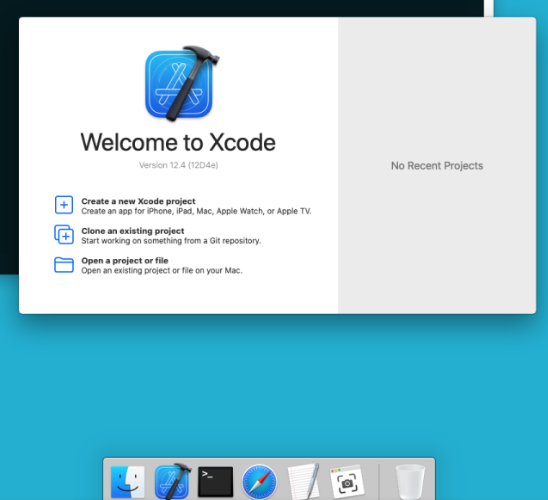 Welcome to Xcode
Version 12.4 (12D4e)
Create a new Xcode project
Create an app for iPhone, iPad, Mac, Apple Watch, or Apple TV.
Clone an existing project
Start working on something from a Git repository.
Open a project or file
Open an existing project or file on your Mac.
No Recent Projects
>_